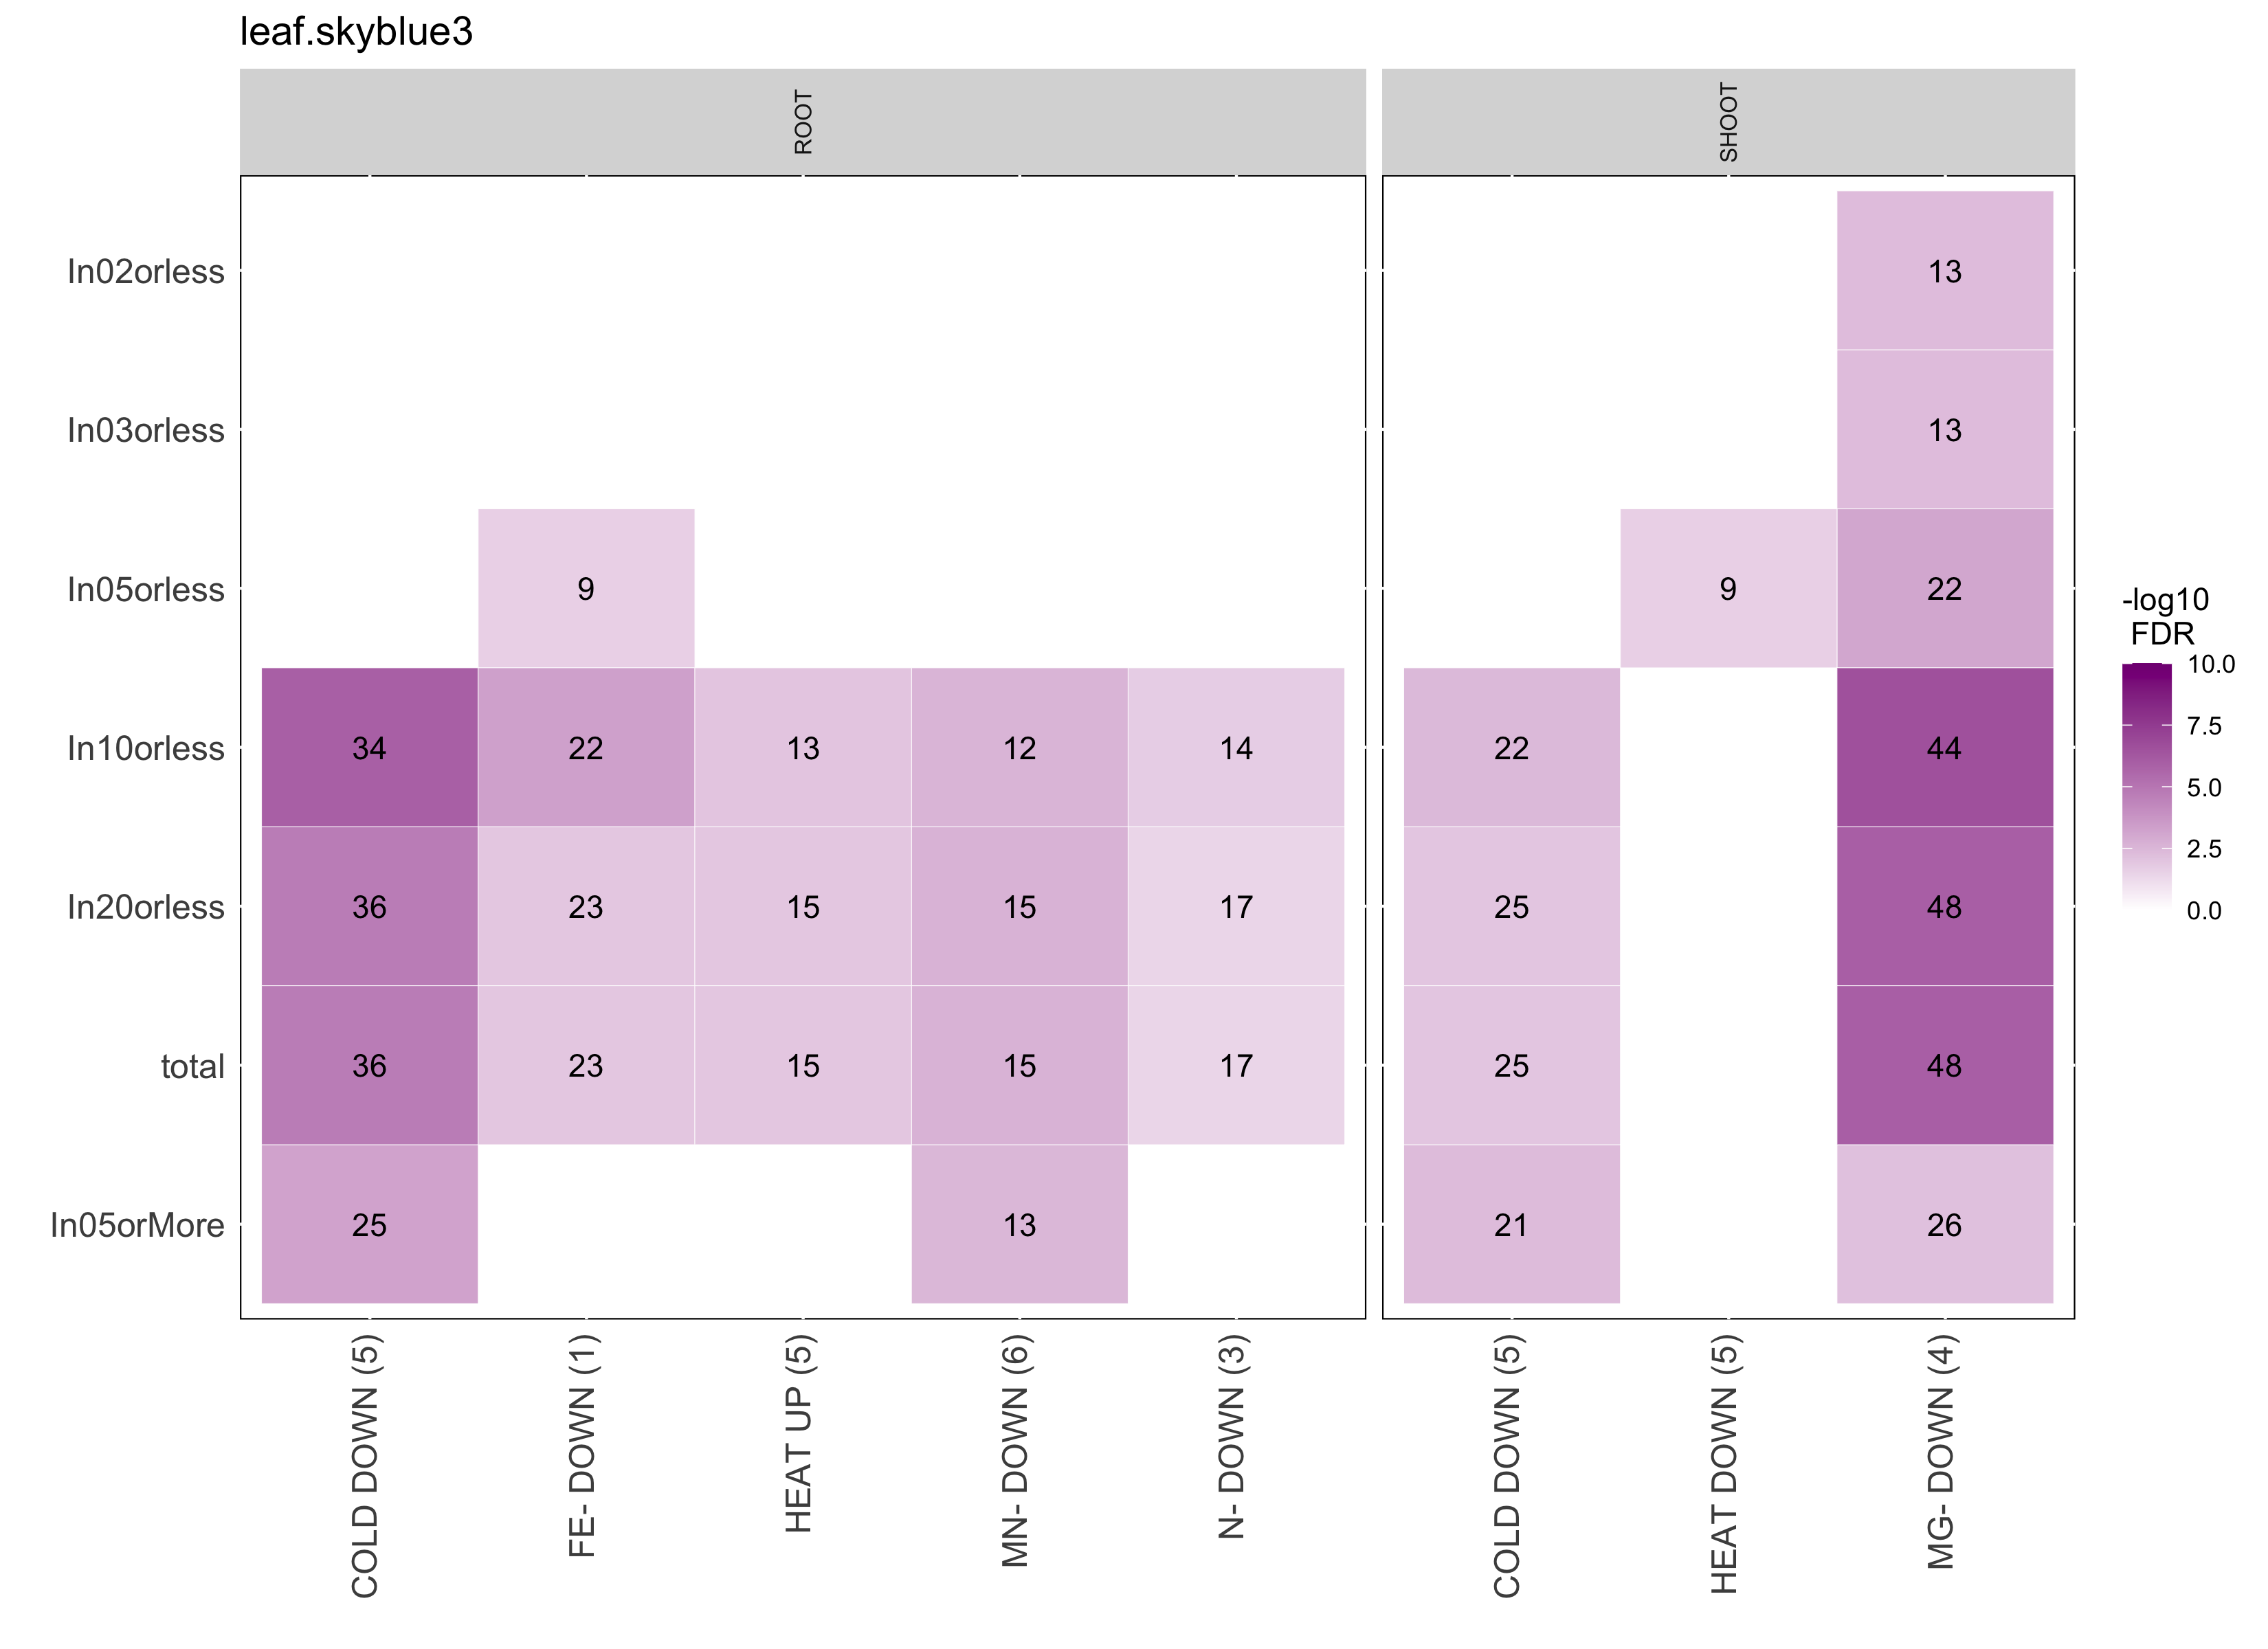 leaf.skyblue3
ROOT
SHOOT
In02orless
13
In03orless
13
In05orless
9
9
22
In10orless
34
22
13
12
14
22
44
In20orless
36
23
15
15
17
25
48
total
36
23
15
15
17
25
48
In05orMore
25
13
21
26
COLD DOWN (5)
FE- DOWN (1)
HEAT UP (5)
MN- DOWN (6)
N- DOWN (3)
COLD DOWN (5)
HEAT DOWN (5)
MG- DOWN (4)
-log10
FDR
10.0
7.5
5.0
2.5
0.0